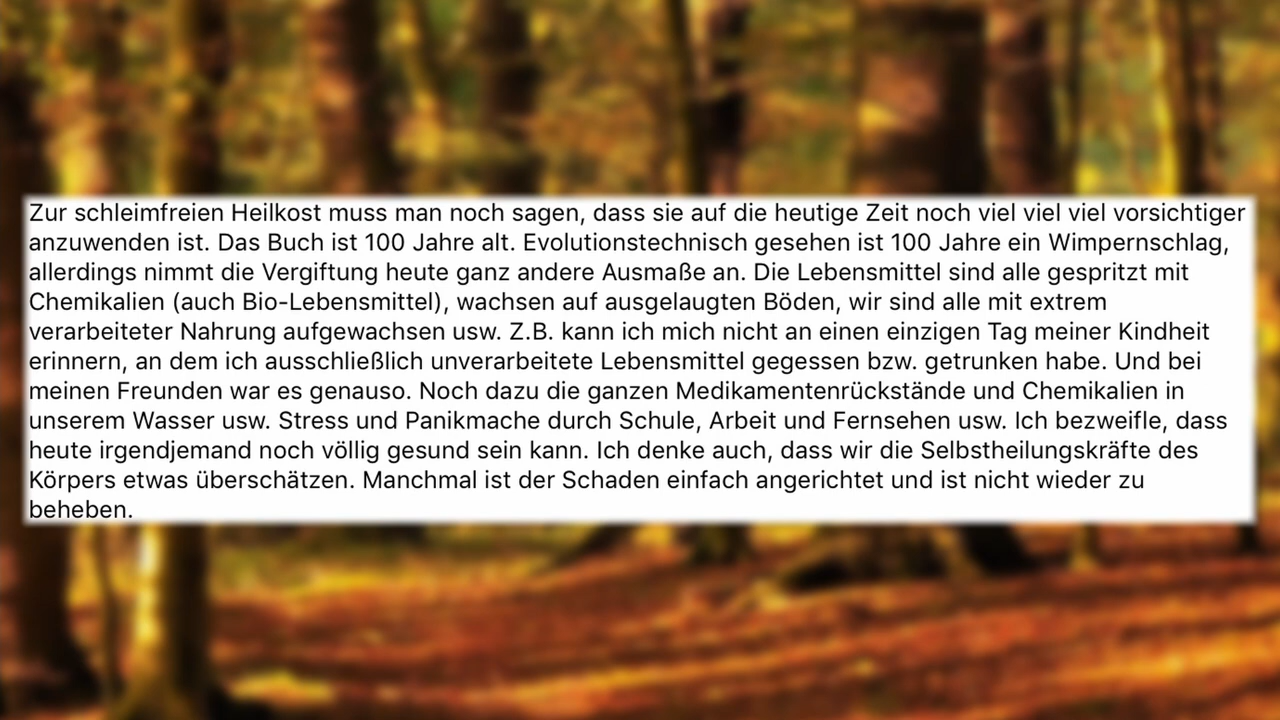 Zur schleimfreien Heilkost muss man noch sagen, dass sie auf die heutige Zeit noch viel viel viel vorsichtiger
anzuwenden ist. Das Buch ist 100 Jahre alt. Evolutionstechnisch gesehen ist 100 Jahre ein Wimpernschlag,
allerdings nimmt die Vergiftung heute ganz andere Ausmaße an. Die Lebensmittel sind alle gespritzt mit
Chemikalien (auch Bio-Lebensmittel), wachsen auf ausgelaugten Böden, wir sind alle mit extrem
verarbeiteter Nahrung aufgewachsen usw. Z.B. kann ich mich nicht an einen einzigen Tag meiner Kindheit
erinnern, an dem ich ausschließlich unverarbeitete Lebensmittel gegessen bzw. getrunken habe. Und bei
meinen Freunden war es genauso. Noch dazu die ganzen Medikamentenrückstände und Chemikalien in
unserem Wasser usw. Stress und Panikmache durch Schule, Arbeit und Fernsehen usw. Ich bezweifle, dass
heute irgendjemand noch völlig gesund sein kann. Ich denke auch, dass wir die Selbstheilungskräfte des
Körpers etwas überschätzen. Manchmal ist der Schaden einfach angerichtet und ist nicht wieder zu
beheben.